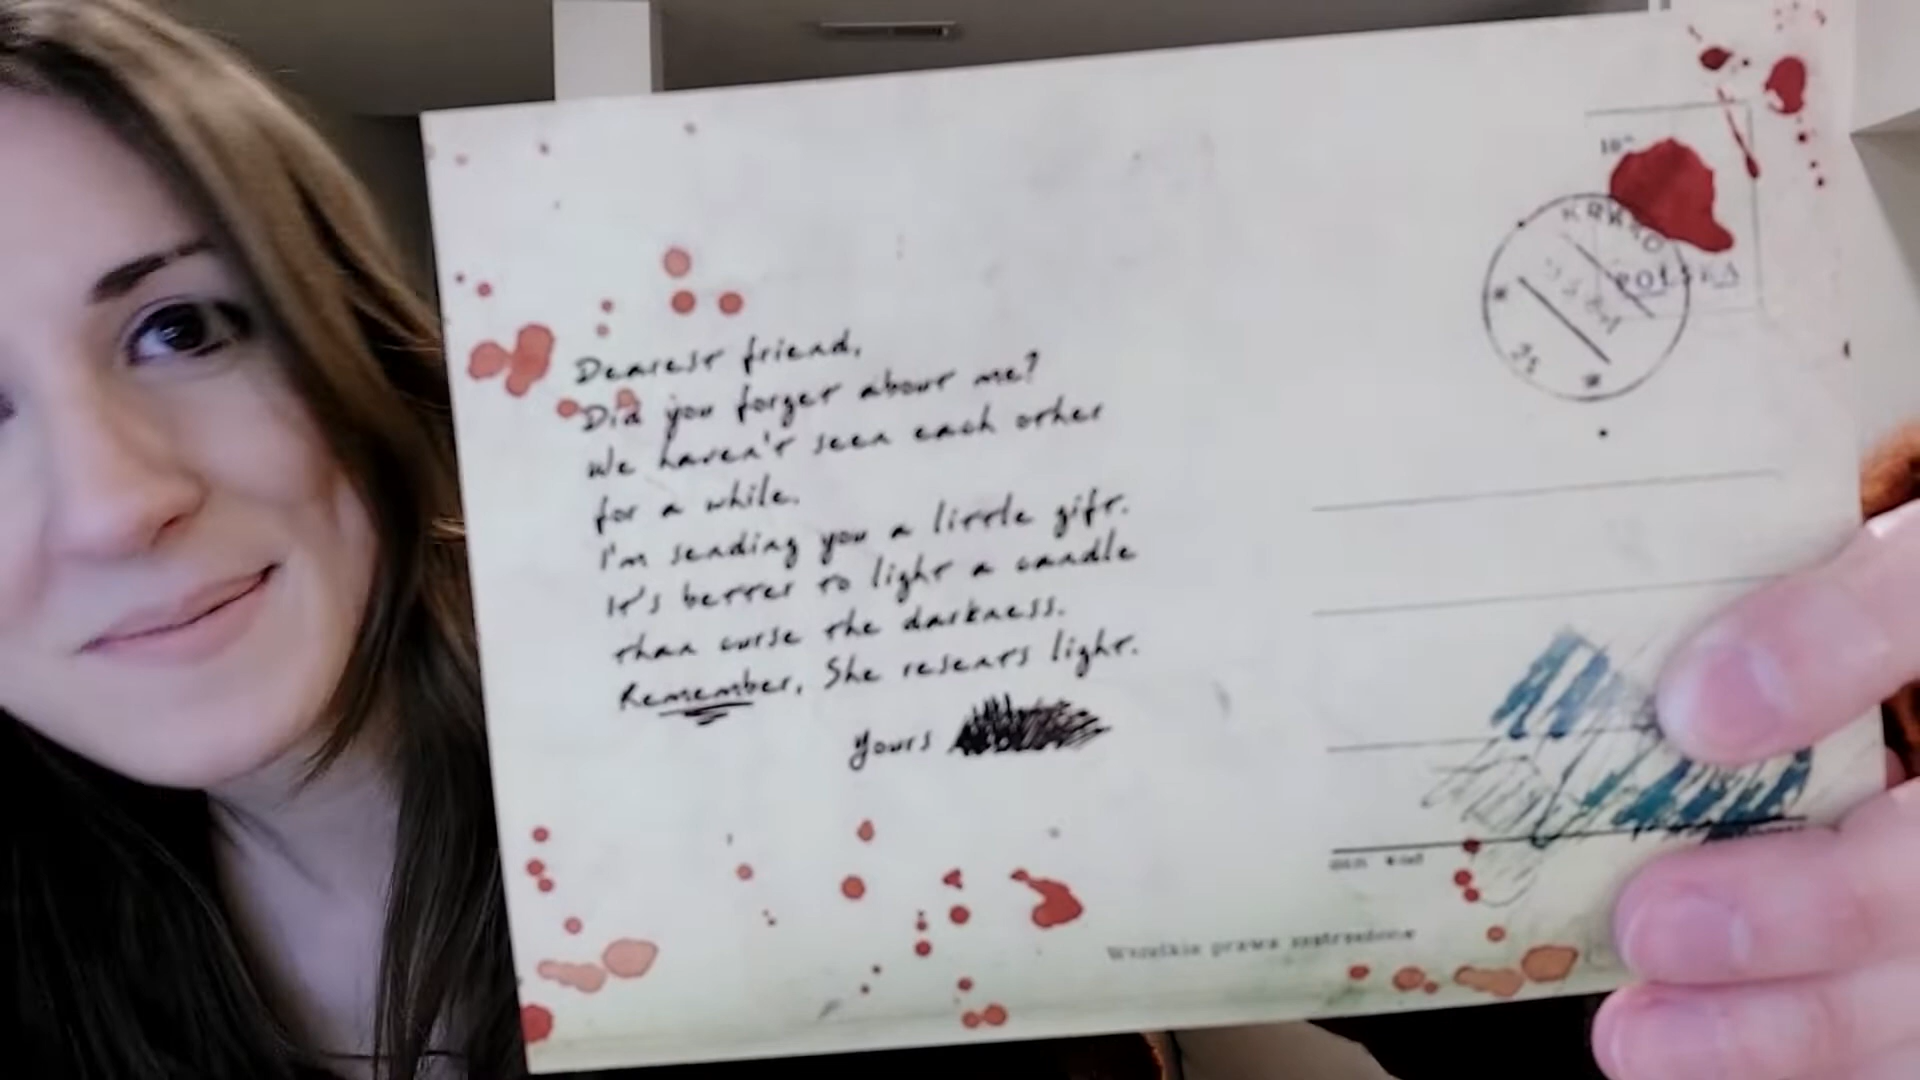 Dearest friend,
Did you forget about me?
We haven't seen each other
for a while.
I'm sending you a little gift.
It's better to light a candle
than curse the darkness.
Remember, She resents light.
yours
POLSKA
25
Wszelkie prawa zastrzeżone